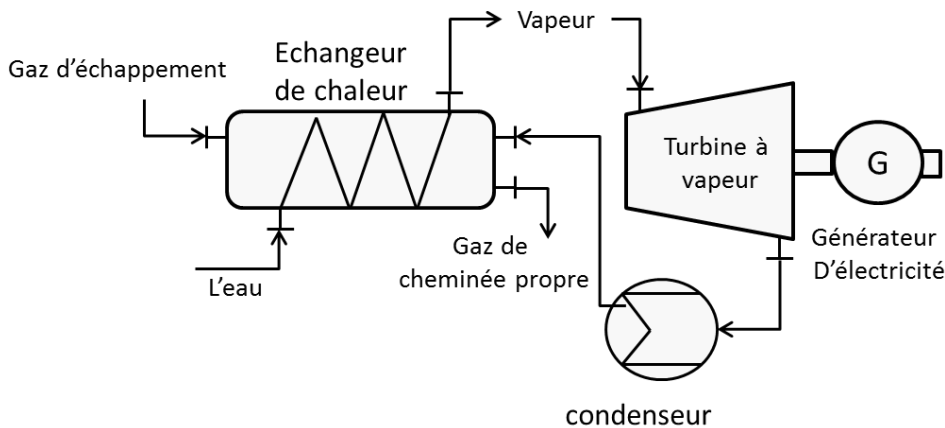 Vapeur
Echangeur
de chaleur
Gaz d'échappement
Turbine à
vapeur
G
Générateur
D'électricité
Gaz de
cheminée propre
L'eau
condenseur